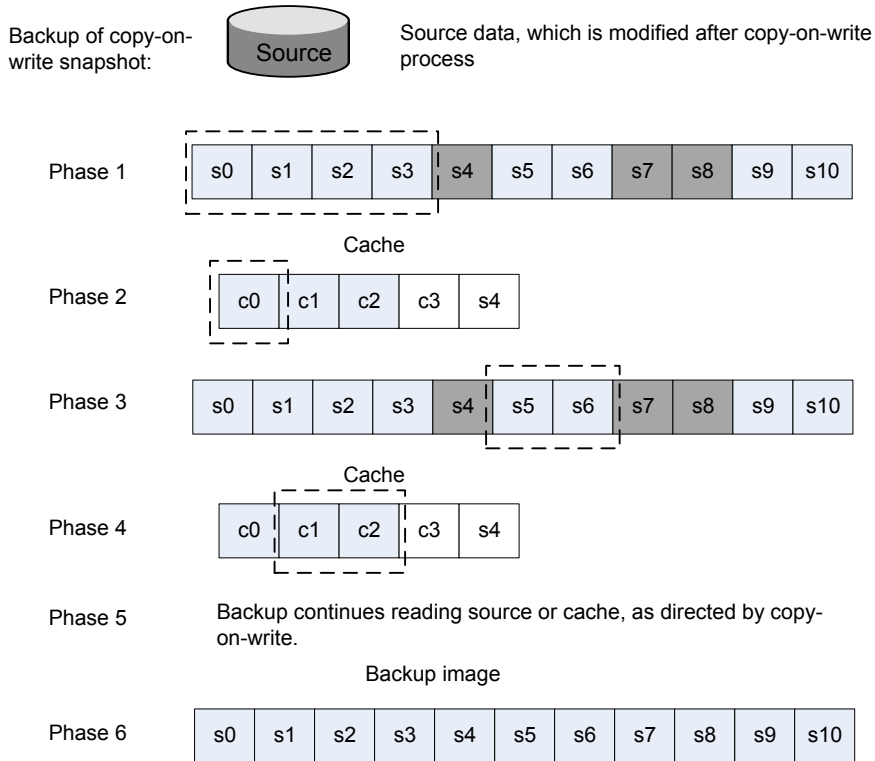 Backup of copy-on-
write snapshot:
Source
Source data, which is modified after copy-on-write
process
Phase 1
s0 s1 s2 s3 s4 s5 s6 s7 s8 s9 s10
Cache
Phase 2
c0 c1 c2 c3 s4
Phase 3
s0 s1 s2 s3 s4 s5 s6 s7 s8 s9 s10
Cache
Phase 4
c0 c1 c2 c3 s4
Phase 5
Backup continues reading source or cache, as directed by copy-
on-write.
Backup image
Phase 6
s0 s1 s2 s3 s4 s5 s6 s7 s8 s9 s10